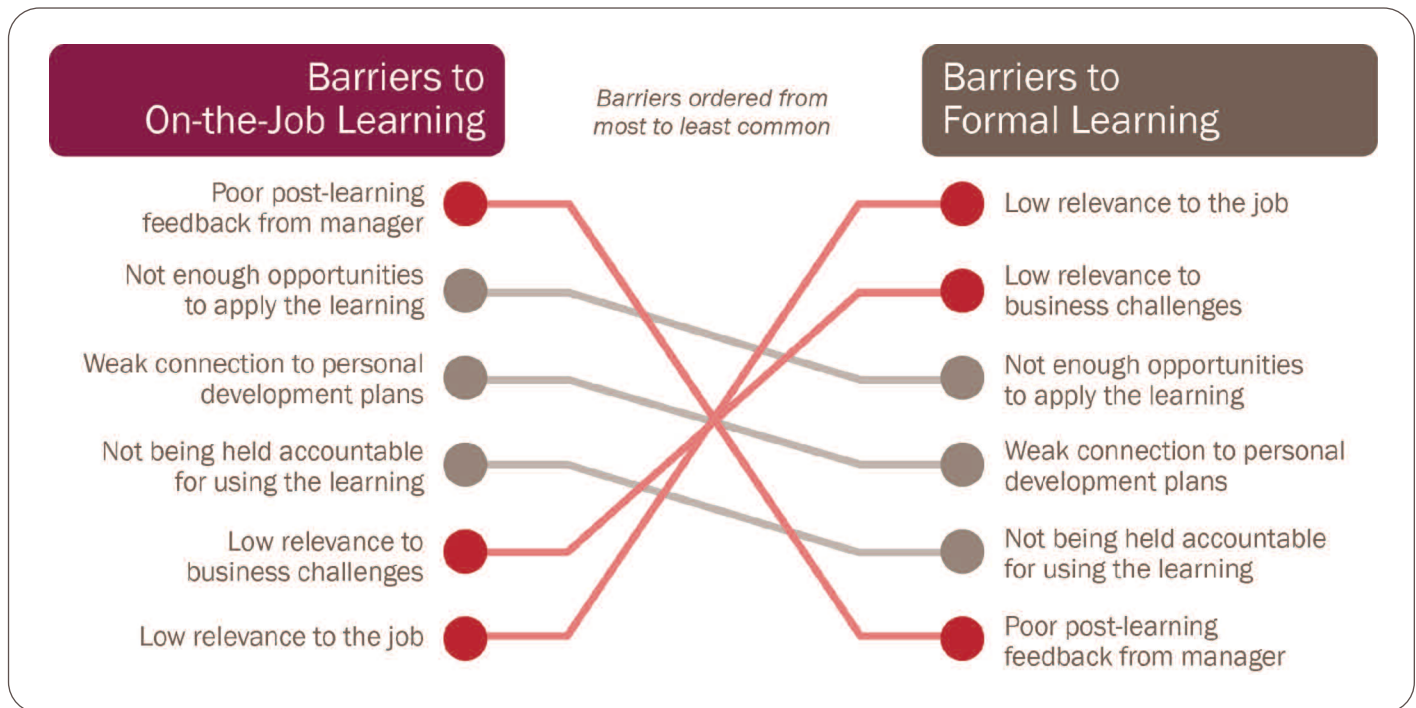 Barriers to
On-the-Job Learning
Barriers ordered from
most to least common
Barriers to
Formal Learning
Poor post-learning
feedback from manager
Not enough opportunities
to apply the learning
Weak connection to personal
development plans
Not being held accountable
for using the learning
Low relevance to
business challenges
Low relevance to the job
Low relevance to the job
Low relevance to
business challenges
Not enough opportunities
to apply the learning
Weak connection to personal
development plans
Not being held accountable
for using the learning
Poor post-learning
feedback from manager